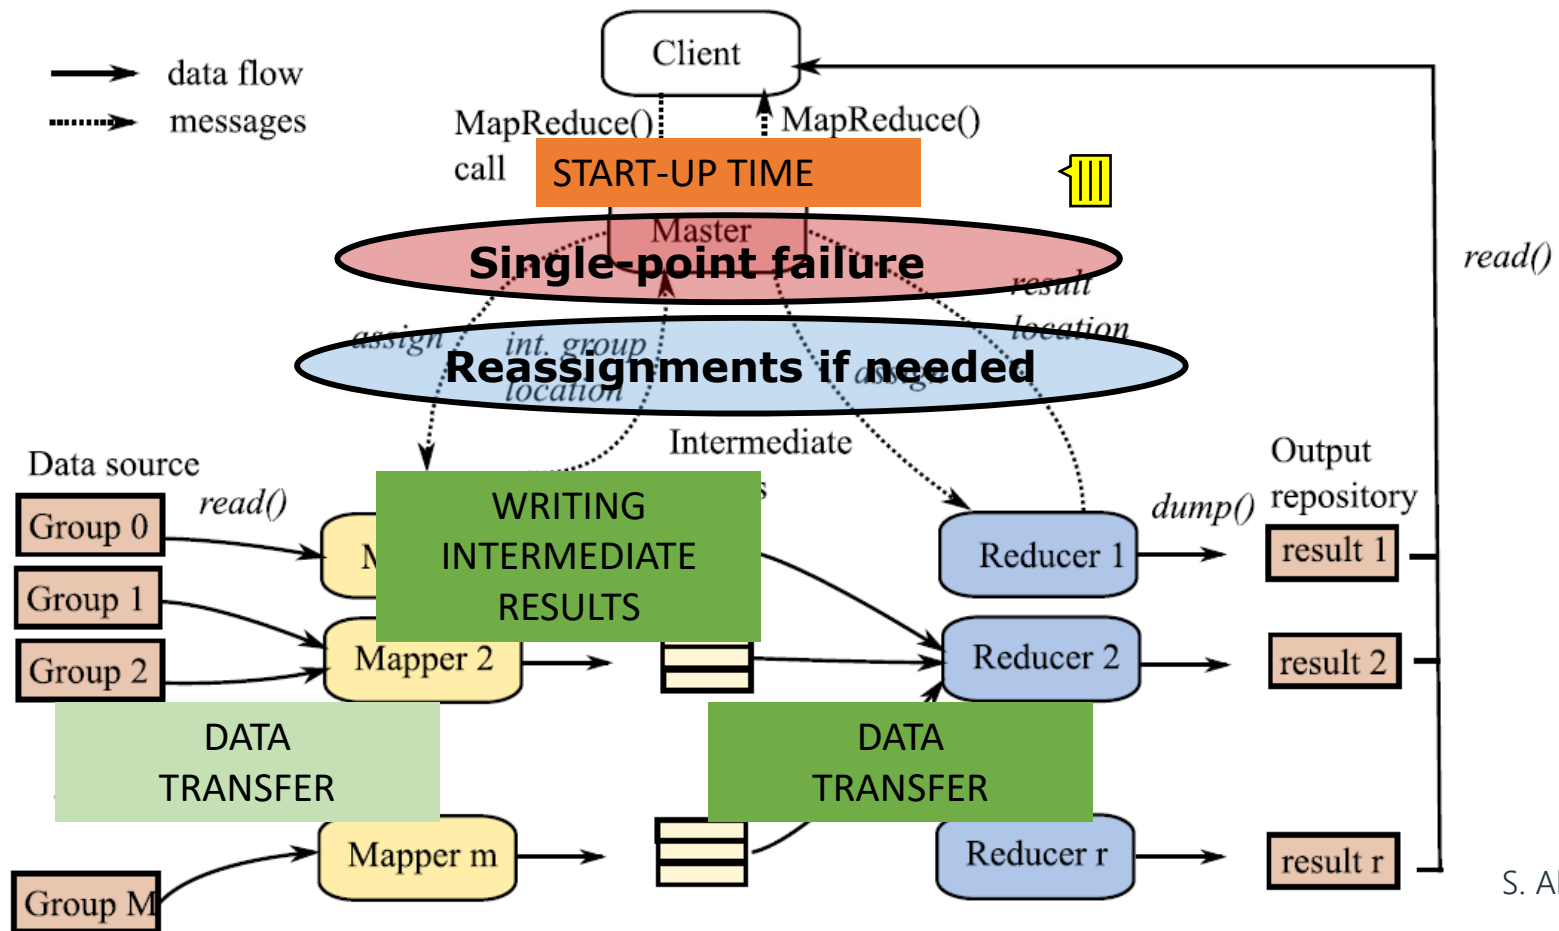 Client
data flow
messages
MapReduce()
call
MapReduce()
START-UP TIME
Master
Single-point failure
read()
result
location
assign
int. group
location
assign
Reassignments if needed
Intermediate
Data source
read()
WRITING
INTERMEDIATE
RESULTS
Output
repository
dump()
Group 0
Reducer 1
result 1
Group 1
Group 2
Mapper 2
Reducer 2
result 2
DATA
TRANSFER
DATA
TRANSFER
Mapper m
Reducer r
result r
Group M